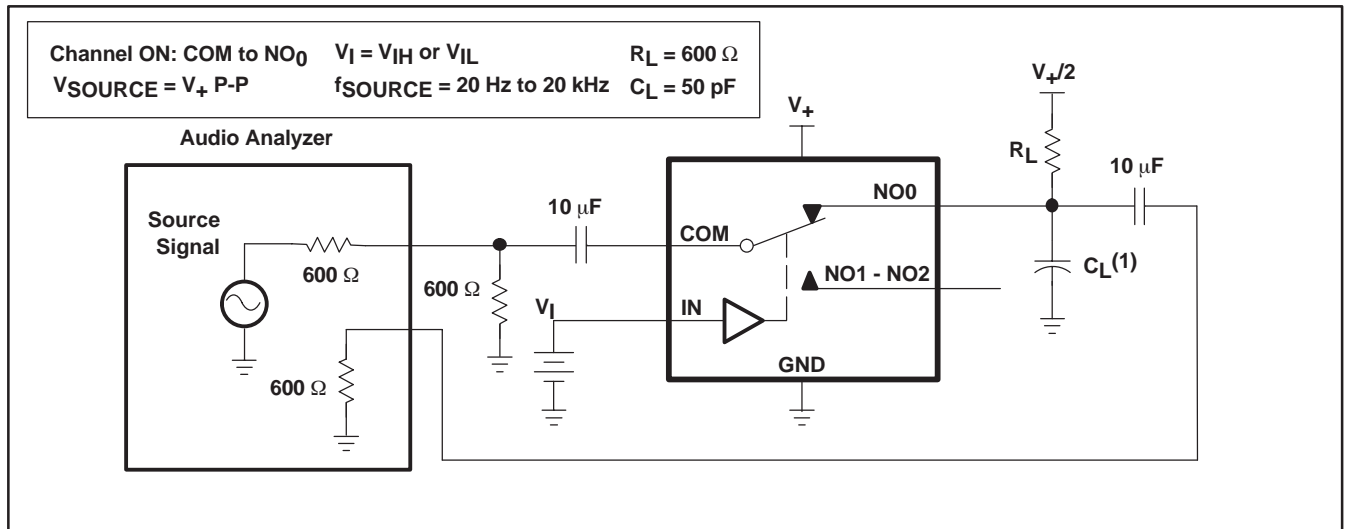 Channel ON: COM to NO0 VI = VIH or VIL RL = 600 Ω
VSOURCE = V+ P-P fSOURCE = 20 Hz to 20 kHz CL = 50 pF
Audio Analyzer
Source
Signal
600 Ω
600 Ω
600 Ω
10 μF
VI
V+
COM
IN
NO0
NO1 - NO2
GND
V+/2
RL
10 μF
CL(1)